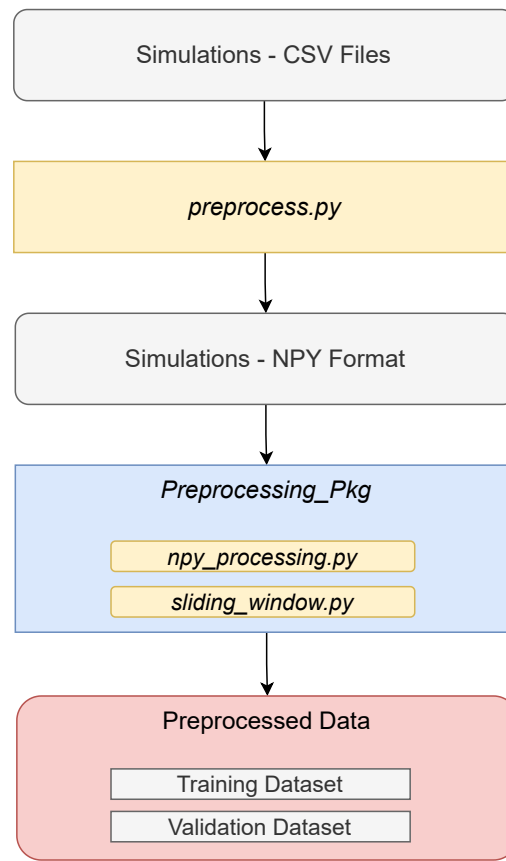 Simulations - CSV Files
preprocess.py
Simulations - NPY Format
Preprocessing_Pkg
npy_processing.py
sliding_window.py
Preprocessed Data
Training Dataset
Validation Dataset